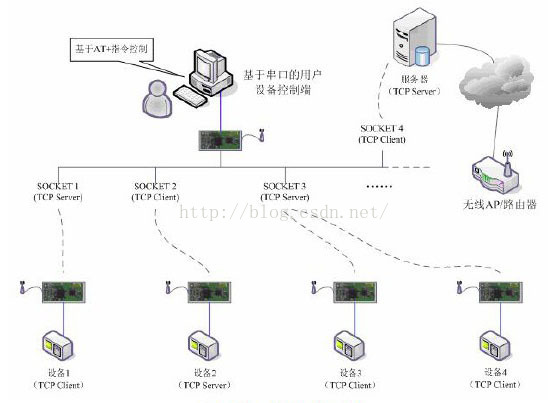 基于AT+指令控制
基于串口的用户
设备控制端
服务器
（TCP Server）
SOCKET 4
(TCP Client)
SOCKET 1
(TCP Server)
SOCKET 2
(TCP Client)
SOCKET 3
(TCP Server)
······
无线AP/路由器
http://blog.csdn.net/
设备1
（TCP Client）
设备2
（TCP Server）
设备3
（TCP Client）
设备4
（TCP Client）